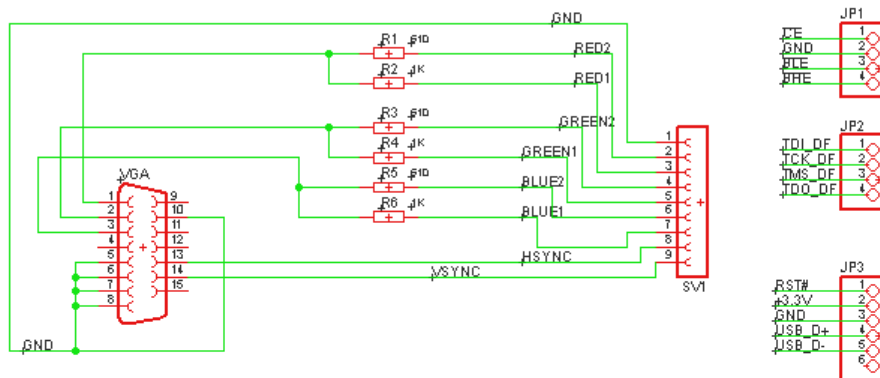 GND
R1 510
RED2
R2 1K
RED1
R3 510
GREEN2
R4 1K
GREEN1
R5 510
BLUE2
R6 1K
BLUE1
HSYNC
VSYNC
GND
VGA
1
2
3
4
5
6
7
8
9
10
11
12
13
14
15
1
2
3
4
5
6
7
8
9
SV1
JP1
CE 1
GND 2
BLE 3
BHE 4
JP2
TDI_DF 1
TCK_DF 2
TMS_DF 3
TDO_DF 4
JP3
RST# 1
+3.3V 2
GND 3
USB_D+ 4
USB_D- 5
6